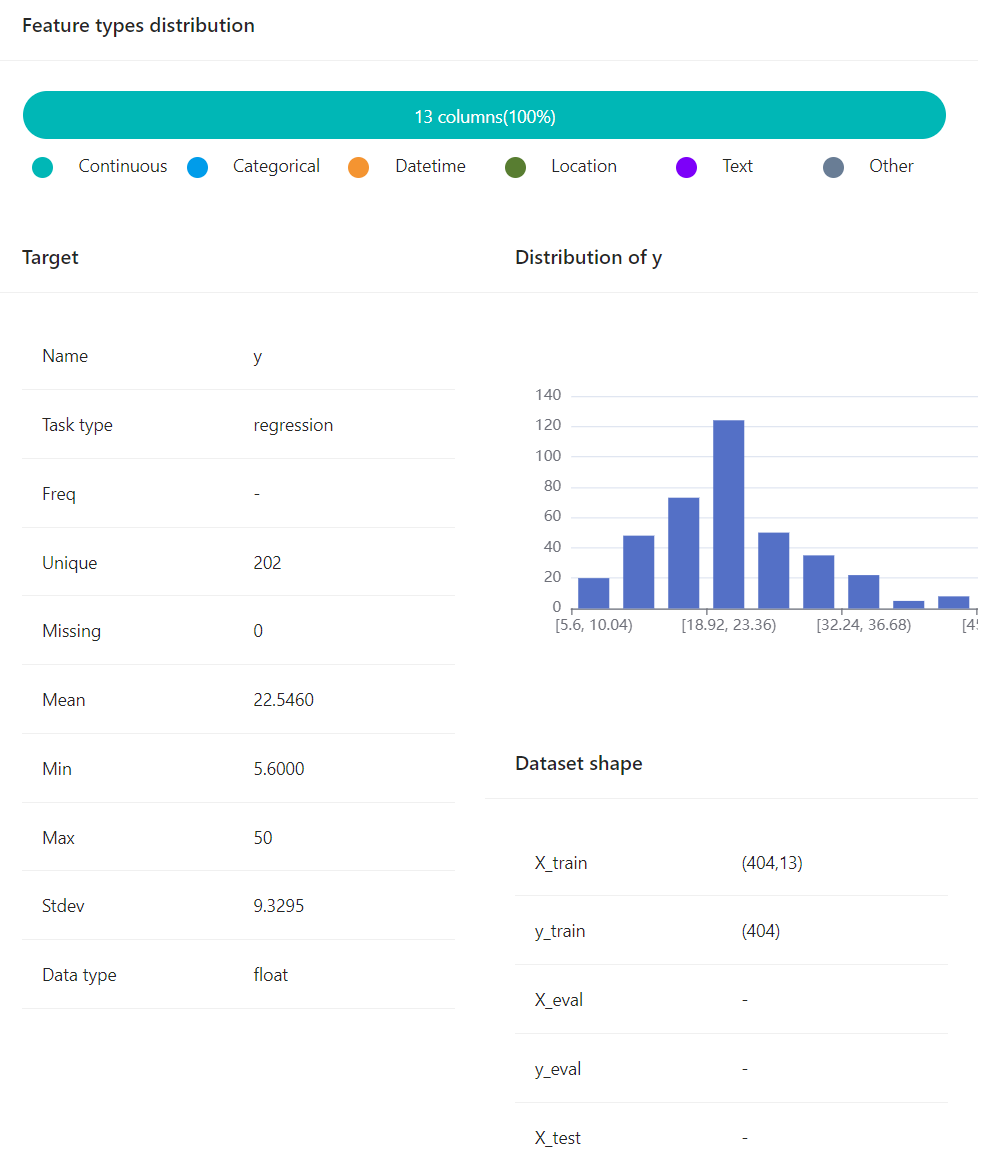 Feature types distribution
13 columns(100%)
Continuous Categorical Datetime Location Text Other
Target
Name y
Task type regression
Freq -
Unique 202
Missing 0
Mean 22.5460
Min 5.6000
Max 50
Stdev 9.3295
Data type float
Distribution of y
140
120
100
80
60
40
20
0
[5.6, 10.04) [18.92, 23.36) [32.24, 36.68)
Dataset shape
X_train (404,13)
y_train (404)
X_eval -
y_eval -
X_test -